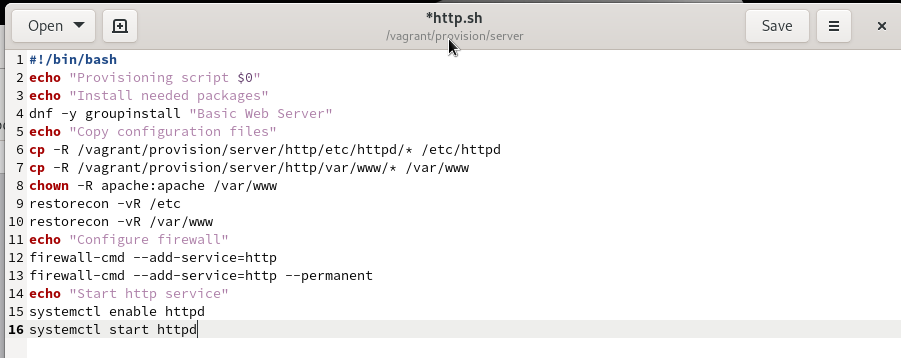 Open
*http.sh
/vagrant/provision/server
Save
1 #!/bin/bash
2 echo "Provisioning script $0"
3 echo "Install needed packages"
4 dnf -y groupinstall "Basic Web Server"
5 echo "Copy configuration files"
6 cp -R /vagrant/provision/server/http/etc/httpd/* /etc/httpd
7 cp -R /vagrant/provision/server/http/var/www/* /var/www
8 chown -R apache:apache /var/www
9 restorecon -vR /etc
10 restorecon -vR /var/www
11 echo "Configure firewall"
12 firewall-cmd --add-service=http
13 firewall-cmd --add-service=http --permanent
14 echo "Start http service"
15 systemctl enable httpd
16 systemctl start httpd